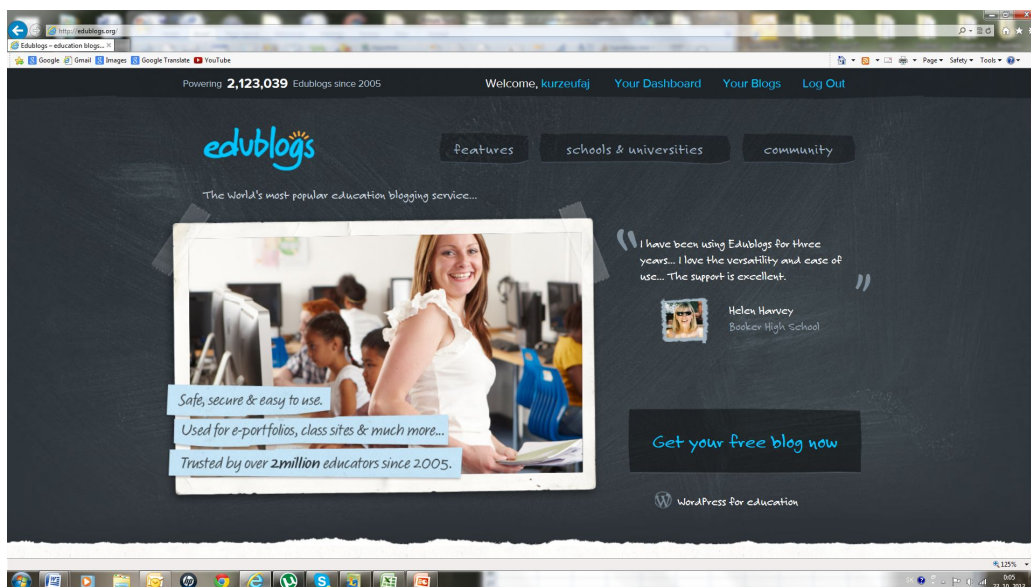 http://edublogs.org/
Edublogs – education blogs...
Google Gmail Images Google Translate YouTube
Page Safety Tools
Powering 2,123,039 Edublogs since 2005
Welcome, kurzeufaj Your Dashboard Your Blogs Log Out
edublogs
features schools & universities community
The World's most popular education blogging service...
I have been using Edublogs for three
years... I love the versatility and ease of
use... The support is excellent.
Helen Harvey
Booker High School
Safe, secure & easy to use.
Used for e-portfolios, class sites & much more...
Trusted by over 2million educators since 2005.
Get your free blog now
WordPress for education
125%
SK
0:05
22. 10. 2013